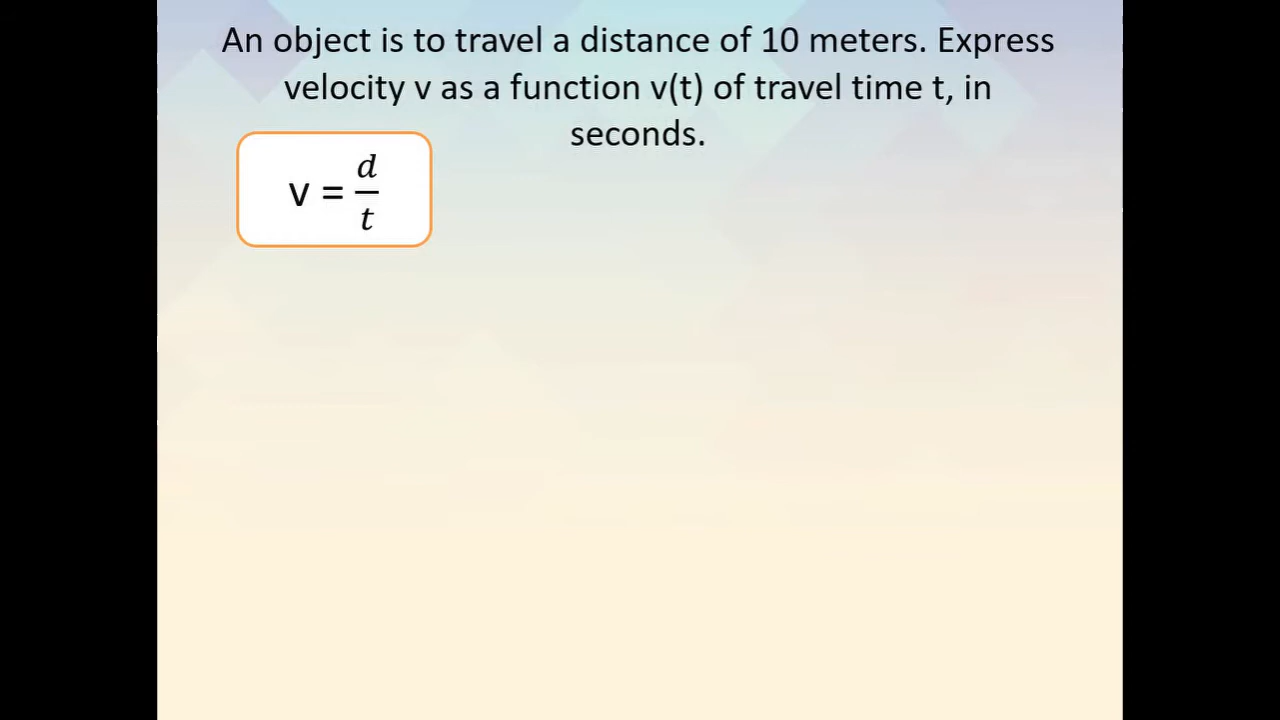 An object is to travel a distance of 10 meters. Express
velocity v as a function v(t) of travel time t, in
seconds.
v = d/t